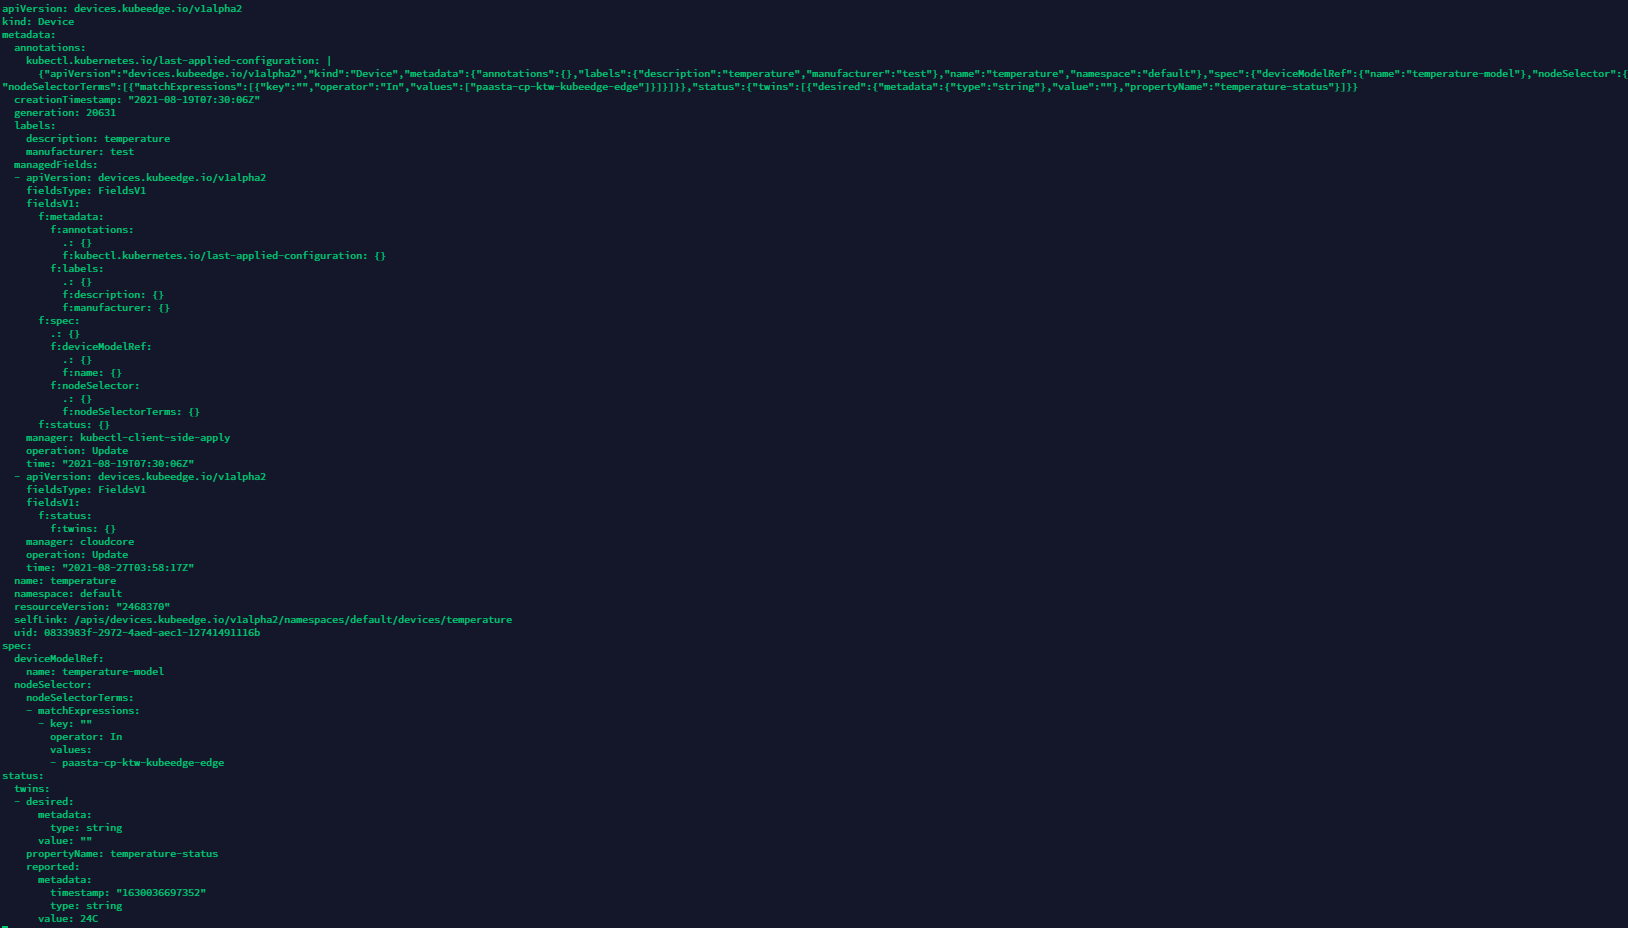 apiVersion: devices.kubeedge.io/v1alpha2
kind: Device
metadata:
  annotations:
    kubectl.kubernetes.io/last-applied-configuration: |
      {"apiVersion":"devices.kubeedge.io/v1alpha2","kind":"Device","metadata":{"annotations":{},"labels":{"description":"temperature","manufacturer":"test"},"name":"temperature","namespace":"default"},"spec":{"deviceModelRef":{"name":"temperature-model"},"nodeSelector":{
"nodeSelectorTerms":[{"matchExpressions":[{"key":"","operator":"In","values":["paasta-cp-ktw-kubeedge-edge"]}]}]}},"status":{"twins":[{"desired":{"metadata":{"type":"string"},"value":""},"propertyName":"temperature-status"}]}}
  creationTimestamp: "2021-08-19T07:30:06Z"
  generation: 20631
  labels:
    description: temperature
    manufacturer: test
  managedFields:
  - apiVersion: devices.kubeedge.io/v1alpha2
    fieldsType: FieldsV1
    fieldsV1:
      f:metadata:
        f:annotations:
          .: {}
          f:kubectl.kubernetes.io/last-applied-configuration: {}
        f:labels:
          .: {}
          f:description: {}
          f:manufacturer: {}
      f:spec:
        .: {}
        f:deviceModelRef:
          .: {}
          f:name: {}
        f:nodeSelector:
          .: {}
          f:nodeSelectorTerms: {}
      f:status: {}
    manager: kubectl-client-side-apply
    operation: Update
    time: "2021-08-19T07:30:06Z"
  - apiVersion: devices.kubeedge.io/v1alpha2
    fieldsType: FieldsV1
    fieldsV1:
      f:status:
        f:twins: {}
    manager: cloudcore
    operation: Update
    time: "2021-08-27T03:58:17Z"
  name: temperature
  namespace: default
  resourceVersion: "2468370"
  selfLink: /apis/devices.kubeedge.io/v1alpha2/namespaces/default/devices/temperature
  uid: 0833983f-2972-4aed-aec1-12741491116b
spec:
  deviceModelRef:
    name: temperature-model
  nodeSelector:
    nodeSelectorTerms:
    - matchExpressions:
      - key: ""
        operator: In
        values:
        - paasta-cp-ktw-kubeedge-edge
status:
  twins:
  - desired:
      metadata:
        type: string
      value: ""
    propertyName: temperature-status
    reported:
      metadata:
        timestamp: "1630036697352"
        type: string
      value: 24C